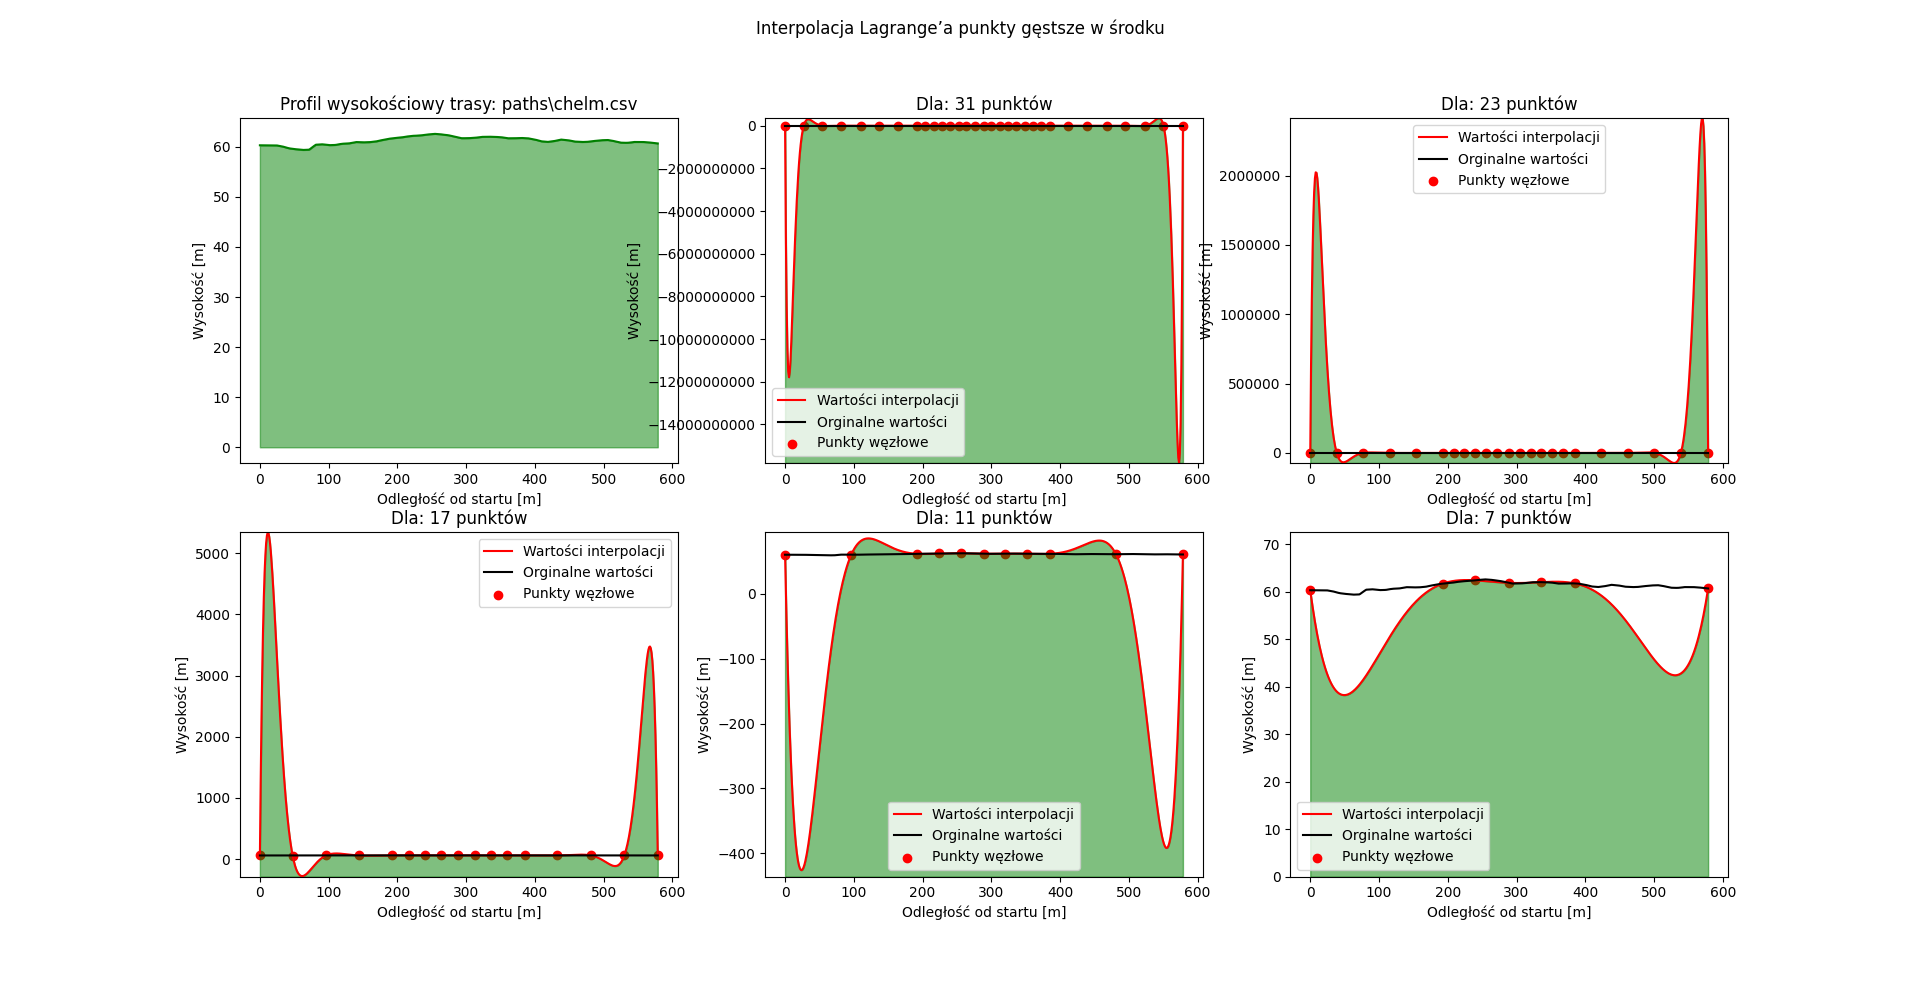 Interpolacja Lagrange’a punkty gęstsze w środku
Profil wysokościowy trasy: paths\chelm.csv
Wysokość [m]
60
50
40
30
20
10
0
0 100 200 300 400 500 600
Odległość od startu [m]
Dla: 31 punktów
Wysokość [m]
0
−2000000000
−4000000000
−6000000000
−8000000000
−10000000000
−12000000000
−14000000000
Wartości interpolacji
Orginalne wartości
Punkty węzłowe
0 100 200 300 400 500 600
Odległość od startu [m]
Dla: 23 punktów
Wysokość [m]
2000000
1500000
1000000
500000
0
Wartości interpolacji
Orginalne wartości
Punkty węzłowe
0 100 200 300 400 500 600
Odległość od startu [m]
Dla: 17 punktów
Wysokość [m]
5000
4000
3000
2000
1000
0
Wartości interpolacji
Orginalne wartości
Punkty węzłowe
0 100 200 300 400 500 600
Odległość od startu [m]
Dla: 11 punktów
Wysokość [m]
0
−100
−200
−300
−400
Wartości interpolacji
Orginalne wartości
Punkty węzłowe
0 100 200 300 400 500 600
Odległość od startu [m]
Dla: 7 punktów
Wysokość [m]
70
60
50
40
30
20
10
0
Wartości interpolacji
Orginalne wartości
Punkty węzłowe
0 100 200 300 400 500 600
Odległość od startu [m]